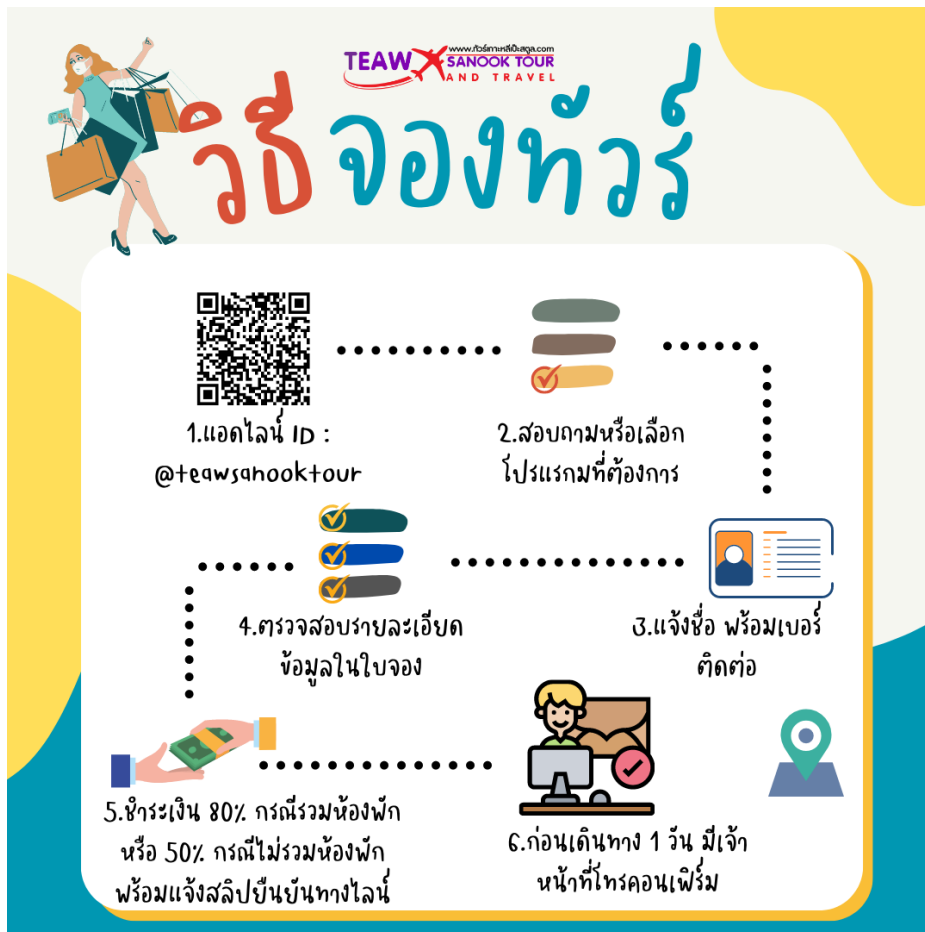 www.ทัวร์เกาะหลีเป๊ะสตูล.com
TEAW SANOOK TOUR
AND TRAVEL
วิธีจองทัวร์
1.แอดไลน์ ID :
@teawsanooktour
2.สอบถามหรือเลือก
โปรแรกมที่ต้องการ
3.แจ้งชื่อ พร้อมเบอร์
ติดต่อ
4.ตรวจสอบรายละเอียด
ข้อมูลในใบจอง
5.ชำระเงิน 80% กรณีรวมห้องพัก
หรือ 50% กรณีไม่รวมห้องพัก
พร้อมแจ้งสลิปยืนยันทางไลน์
6.ก่อนเดินทาง 1 วัน มีเจ้า
หน้าที่โทรคอนเฟิร์ม